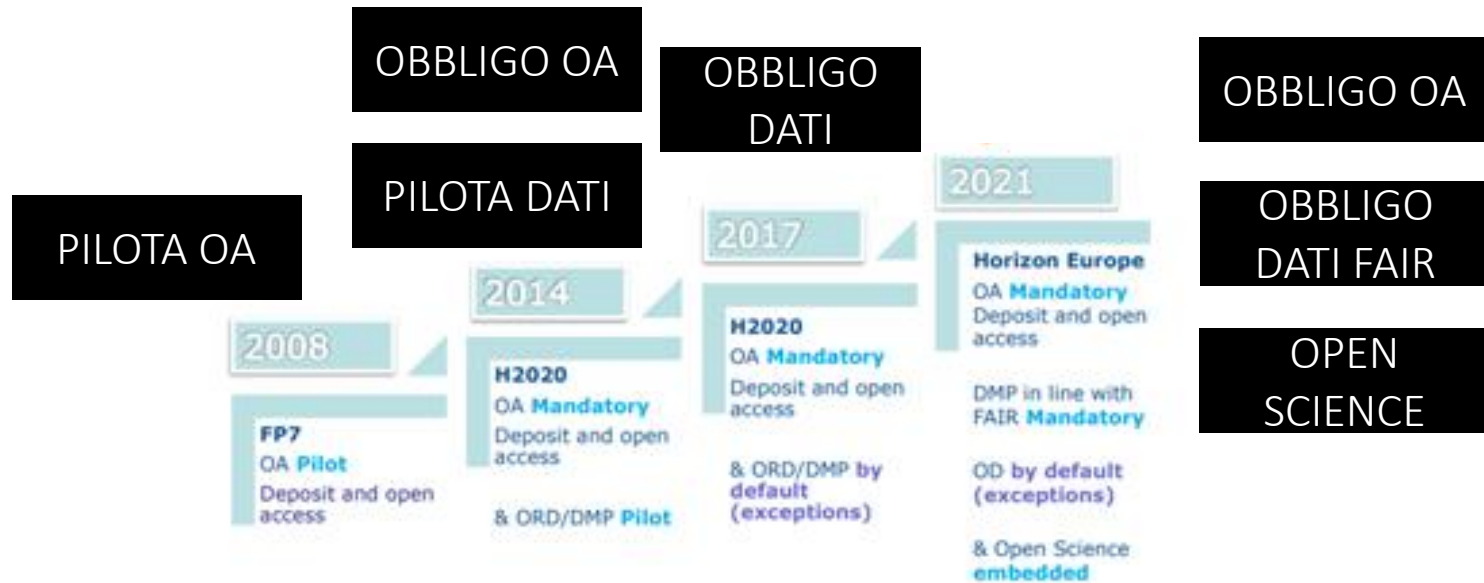 PILOTA OA
2008
FP7
OA Pilot
Deposit and open
access
OBBLIGO OA
PILOTA DATI
2014
H2020
OA Mandatory
Deposit and open
access
& ORD/DMP Pilot
OBBLIGO
DATI
2017
H2020
OA Mandatory
Deposit and open
access
& ORD/DMP by
default
(exceptions)
2021
Horizon Europe
OA Mandatory
Deposit and open
access
DMP in line with
FAIR Mandatory
OD by default
(exceptions)
& Open Science
embedded
OBBLIGO OA
OBBLIGO
DATI FAIR
OPEN
SCIENCE